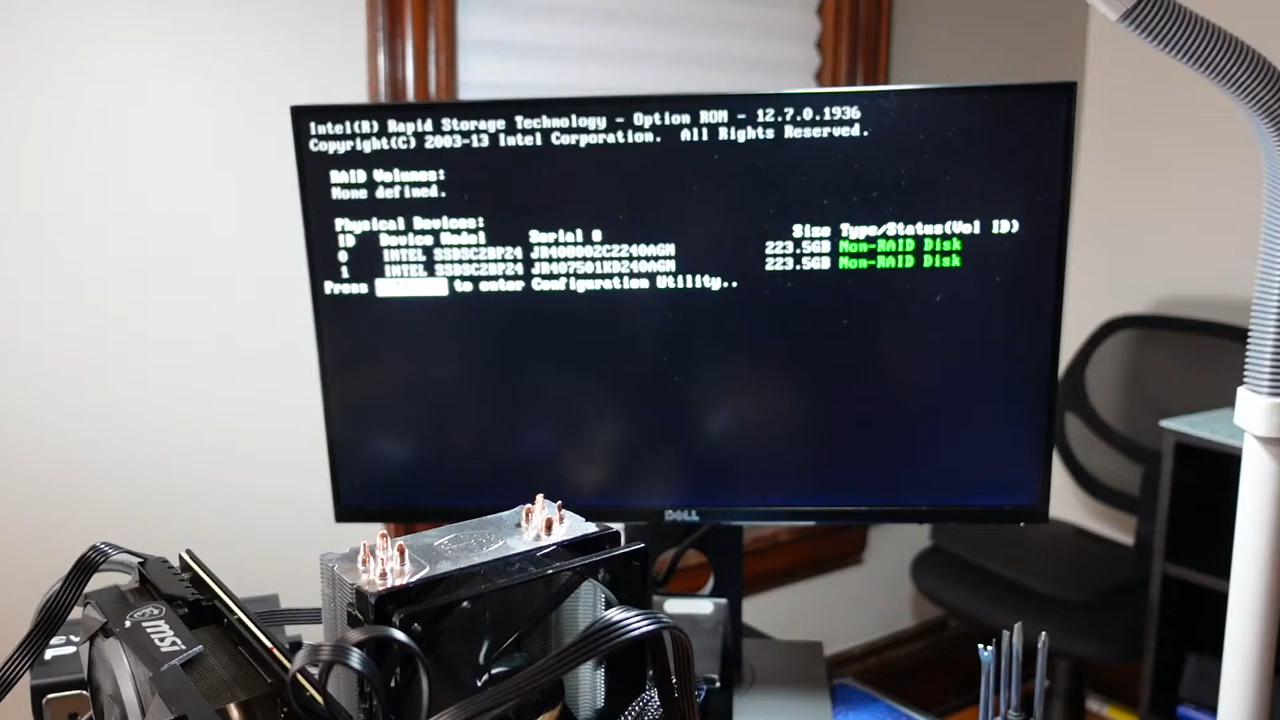 Intel(R) Rapid Storage Technology - Option ROM - 12.7.0.1936
Copyright(C) 2003-13 Intel Corporation. All Rights Reserved.
RAID Volumes:
None defined.
Physical Devices:
ID Device Model Serial # Size Type/Status(Vol ID)
0 INTEL SSDSC2BP24 223.5GB Non-RAID Disk
1 INTEL SSDSC2BP24 223.5GB Non-RAID Disk
Press to enter Configuration Utility..
DELL
msi